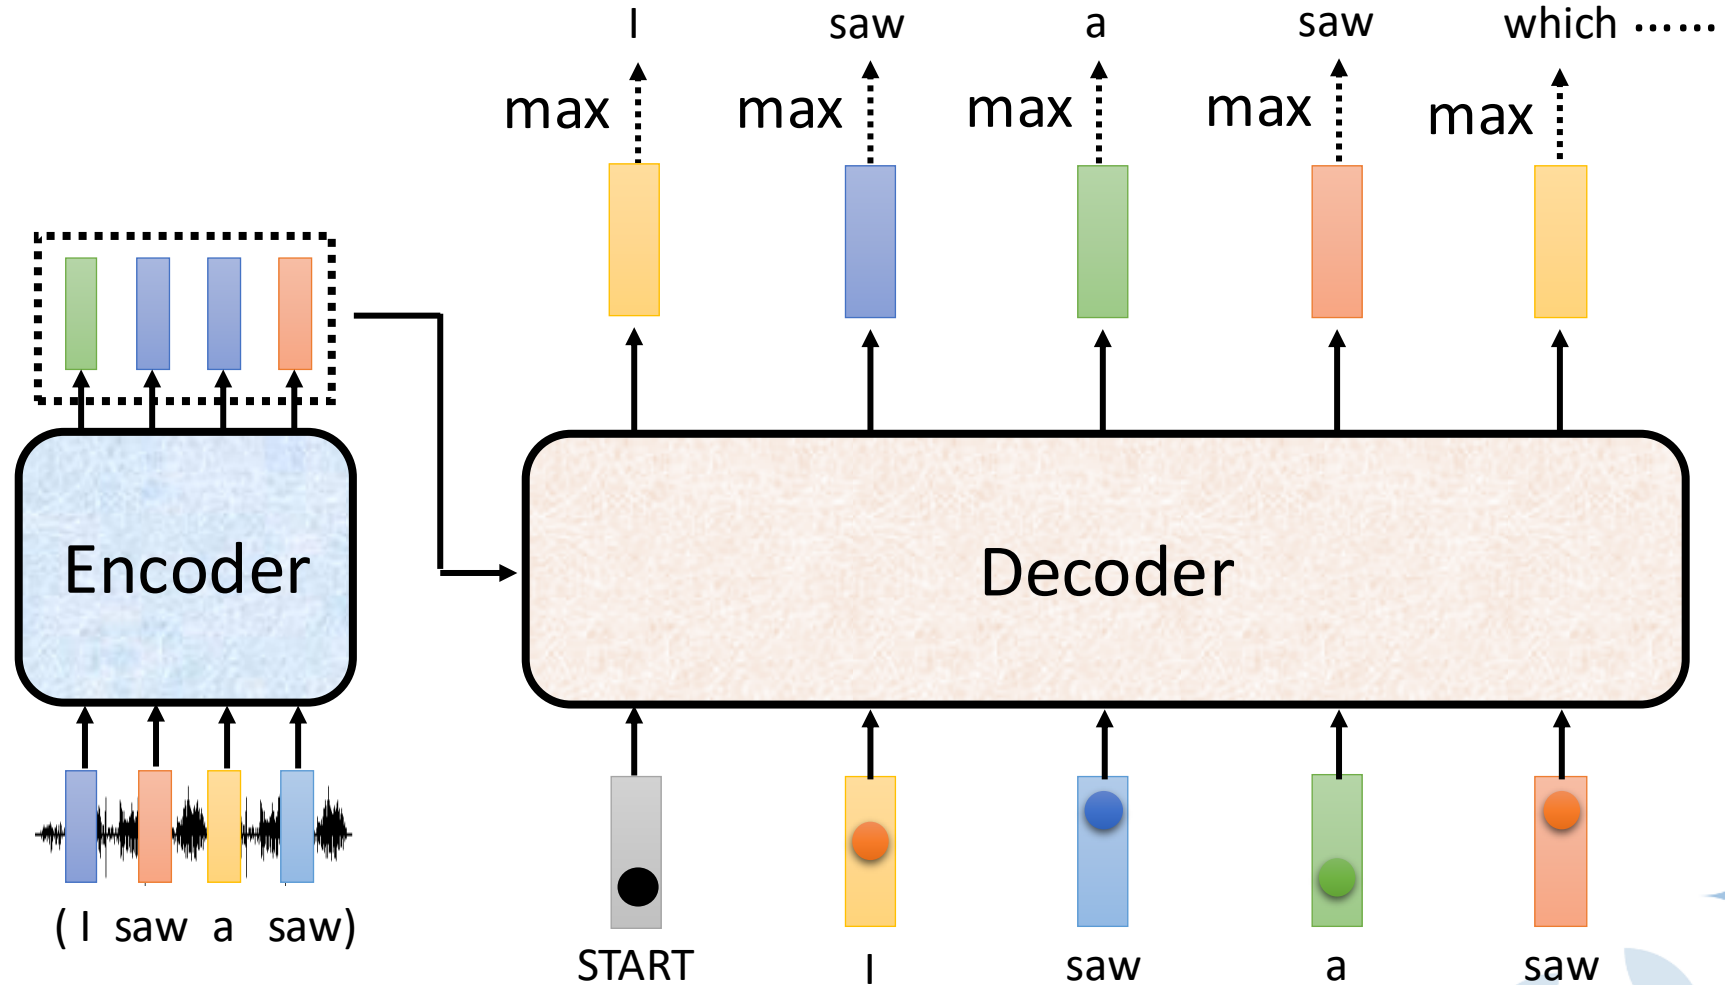 I saw a saw which ......
max max max max max
Encoder
Decoder
( I saw a saw)
START I saw a saw